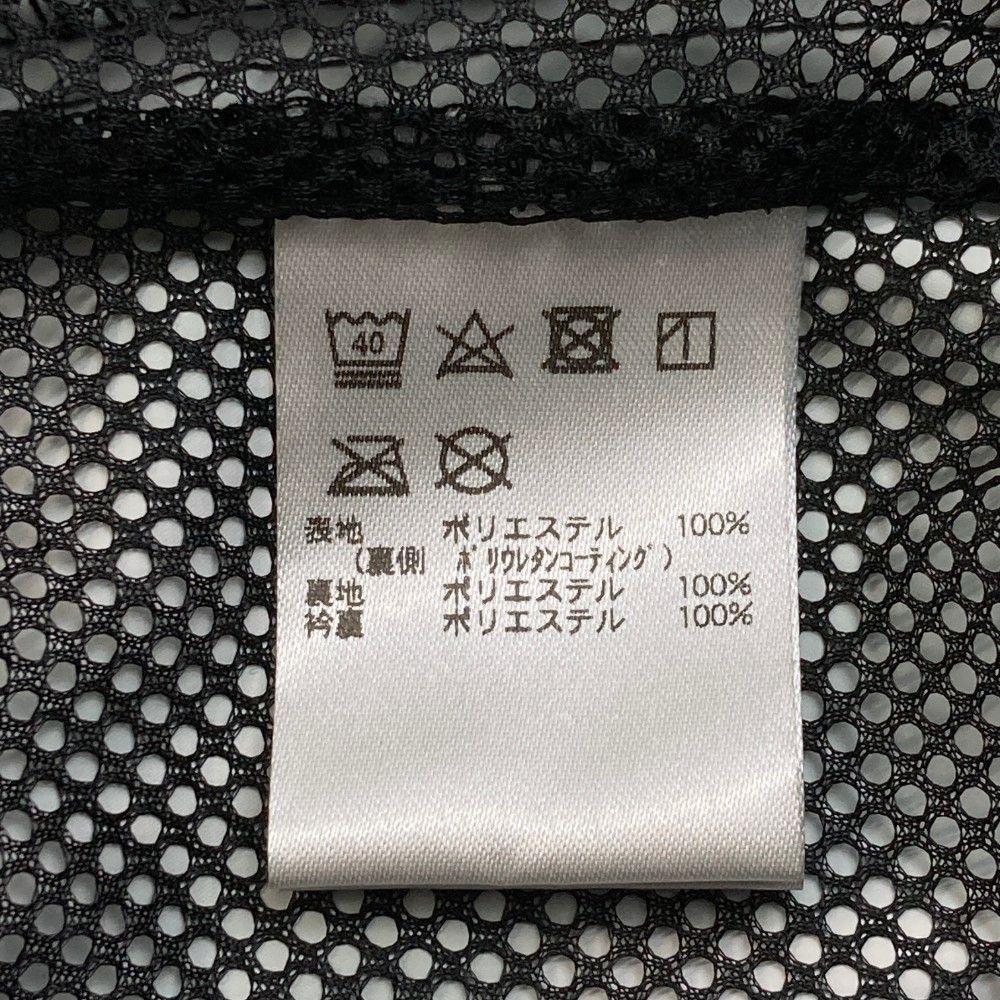 40
表地 ポリエステル 100%
(裏側 ポリウレタンコーティング)
裏地 ポリエステル 100%
衿裏 ポリエステル 100%